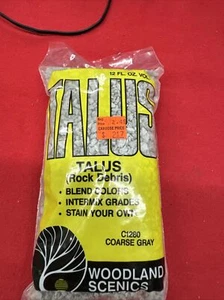 12 FL. OZ. VOL
TALUS
TALUS
(Rock Debris)
• BLEND COLORS
• INTERMIX GRADES
• STAIN YOUR OWN
C1280
COARSE GRAY
WOODLAND
SCENICS